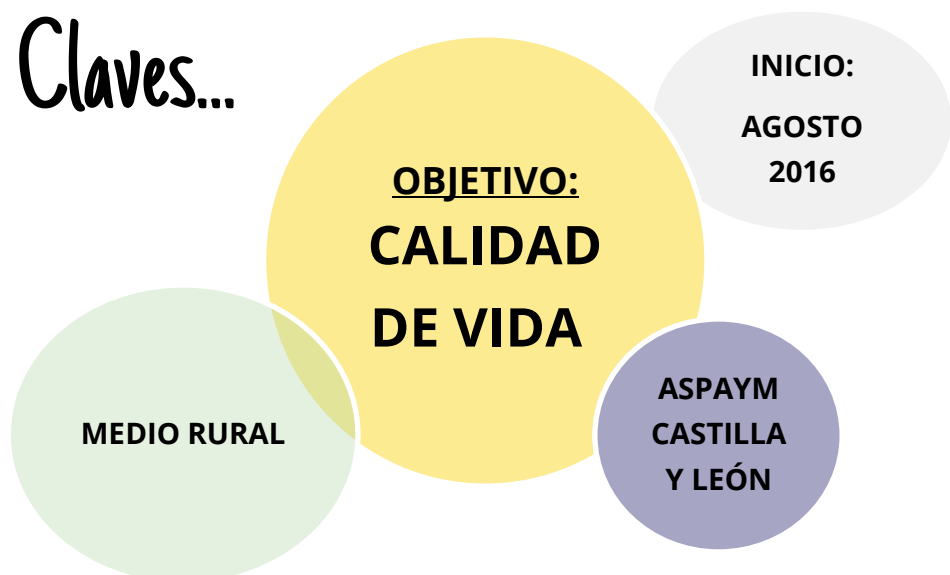 Claves...
INICIO:
AGOSTO
2016
OBJETIVO:
CALIDAD
DE VIDA
MEDIO RURAL
ASPAYM
CASTILLA
Y LEÓN